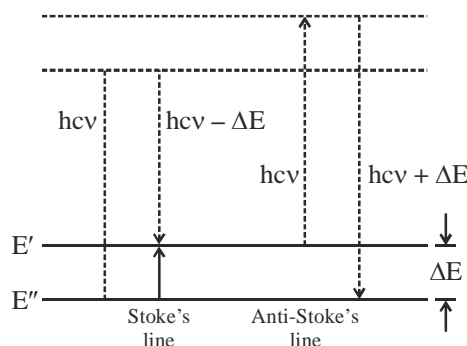 hcν
hcν – ΔE
hcν
hcν + ΔE
E′
ΔE
E″
Stoke's
line
Anti-Stoke's
line